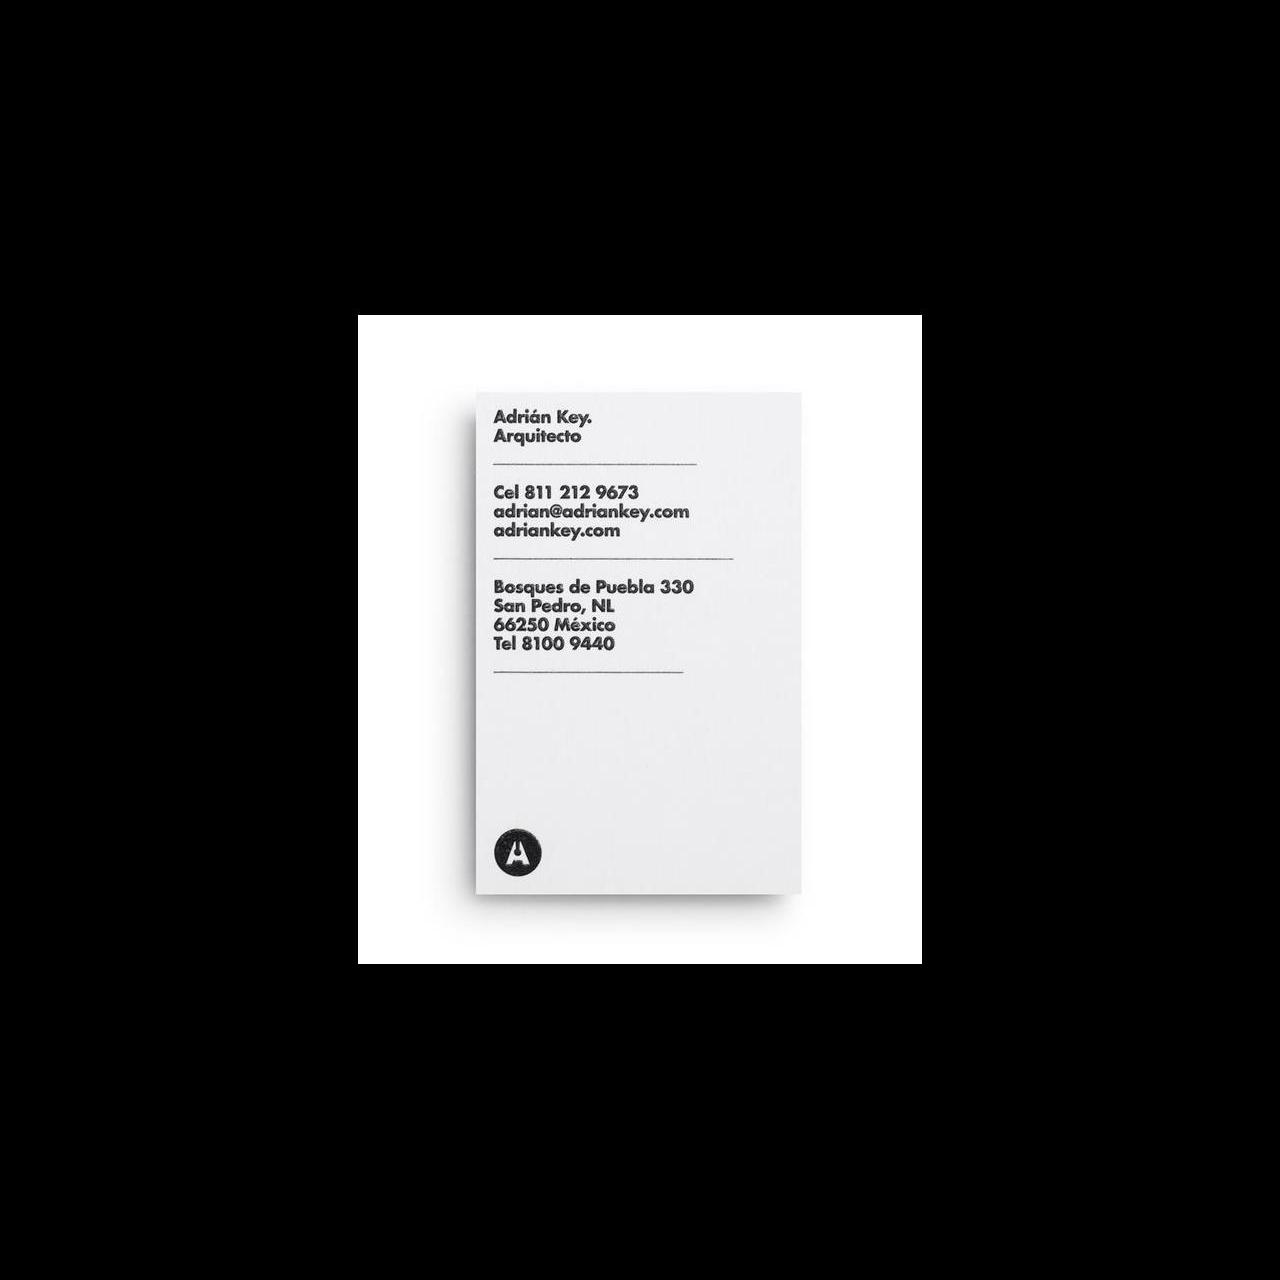 Adrián Key.
Arquitecto
Cel 811 212 9673
adrian@adriankey.com
adriankey.com
Bosques de Puebla 330
San Pedro, NL
66250 México
Tel 8100 9440
A